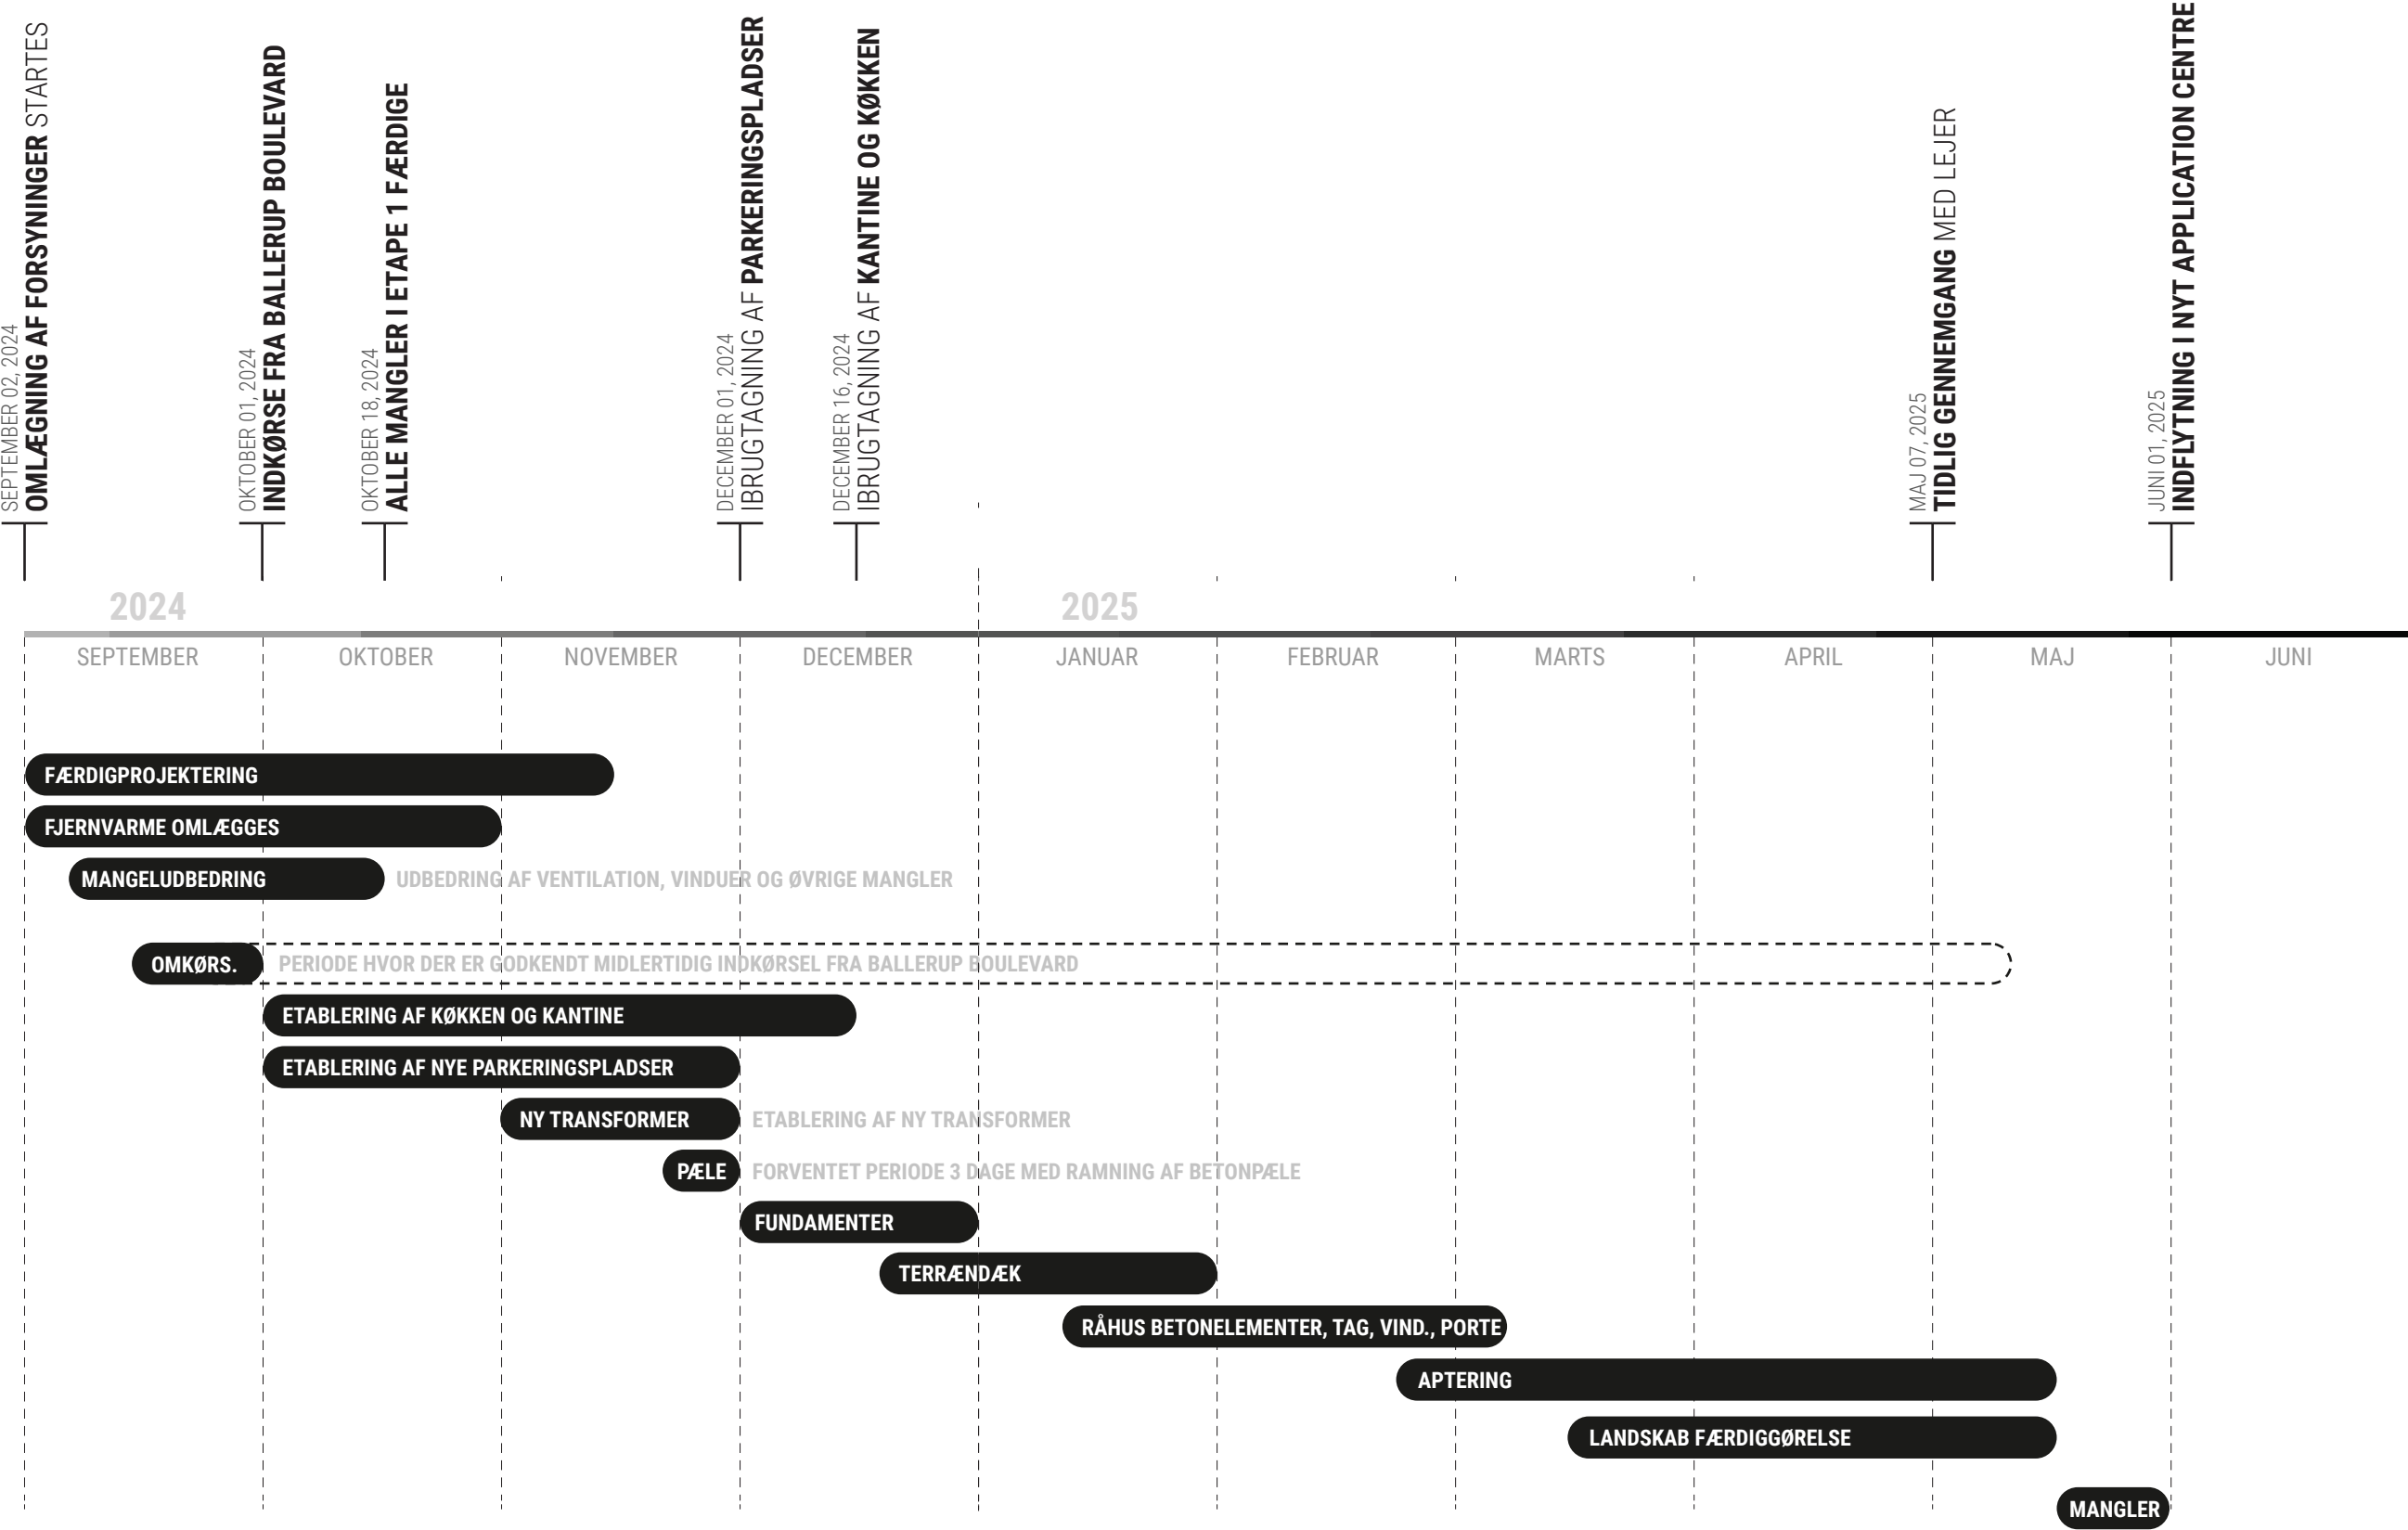 SEPTEMBER 02, 2024
OMLÆGNING AF FORSYNINGER STARTES
OKTOBER 01, 2024
INDKØRSE FRA BALLERUP BOULEVARD
OKTOBER 18, 2024
ALLE MANGLER I ETAPE 1 FÆRDIGE
DECEMBER 01, 2024
IBRUGTAGNING AF PARKERINGSPLADSER
DECEMBER 16, 2024
IBRUGTAGNING AF KANTINE OG KØKKEN
MAJ 07, 2025
TIDLIG GENNEMGANG MED LEJER
JUNI 01, 2025
INDFLYTNING I NYT APPLICATION CENTRE
2024
2025
SEPTEMBER
OKTOBER
NOVEMBER
DECEMBER
JANUAR
FEBRUAR
MARTS
APRIL
MAJ
JUNI
FÆRDIGPROJEKTERING
FJERNVARME OMLÆGGES
MANGELUDBEDRING
UDBEDRING AF VENTILATION, VINDUER OG ØVRIGE MANGLER
OMKØRS.
PERIODE HVOR DER ER GODKENDT MIDLERTIDIG INDKØRSEL FRA BALLERUP BOULEVARD
ETABLERING AF KØKKEN OG KANTINE
ETABLERING AF NYE PARKERINGSPLADSER
NY TRANSFORMER
ETABLERING AF NY TRANSFORMER
PÆLE
FORVENTET PERIODE 3 DAGE MED RAMNING AF BETONPÆLE
FUNDAMENTER
TERRÆNDÆK
RÅHUS BETONELEMENTER, TAG, VIND., PORTE
APTERING
LANDSKAB FÆRDIGGØRELSE
MANGLER